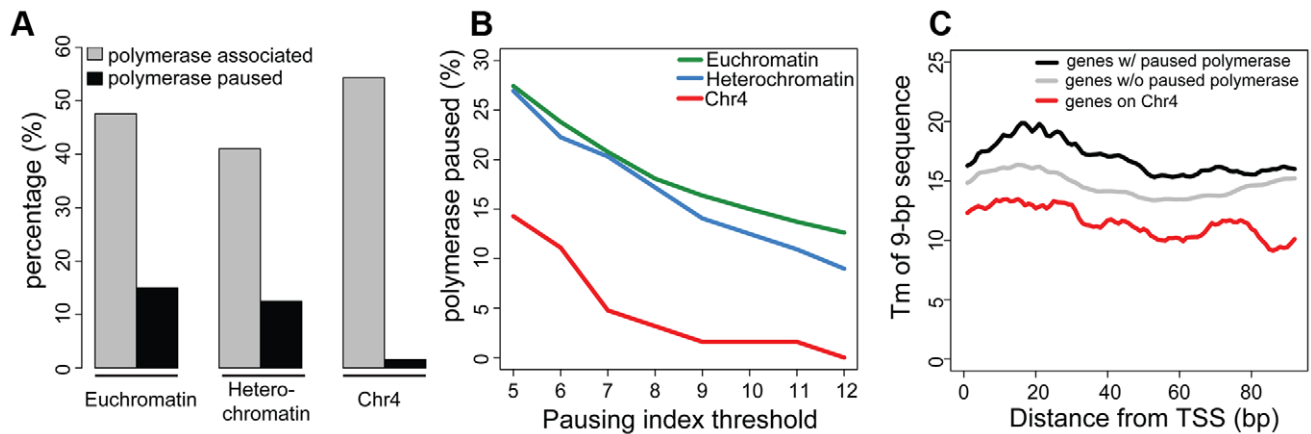 A
percentage (%)
60
50
40
30
20
10
0
polymerase associated
polymerase paused
Euchromatin
Hetero-
chromatin
Chr4
B
polymerase paused (%)
30
25
20
15
10
5
0
Euchromatin
Heterochromatin
Chr4
5 6 7 8 9 10 11 12
Pausing index threshold
C
Tm of 9-bp sequence
25
20
15
10
5
0
genes w/ paused polymerase
genes w/o paused polymerase
genes on Chr4
0 20 40 60 80
Distance from TSS (bp)